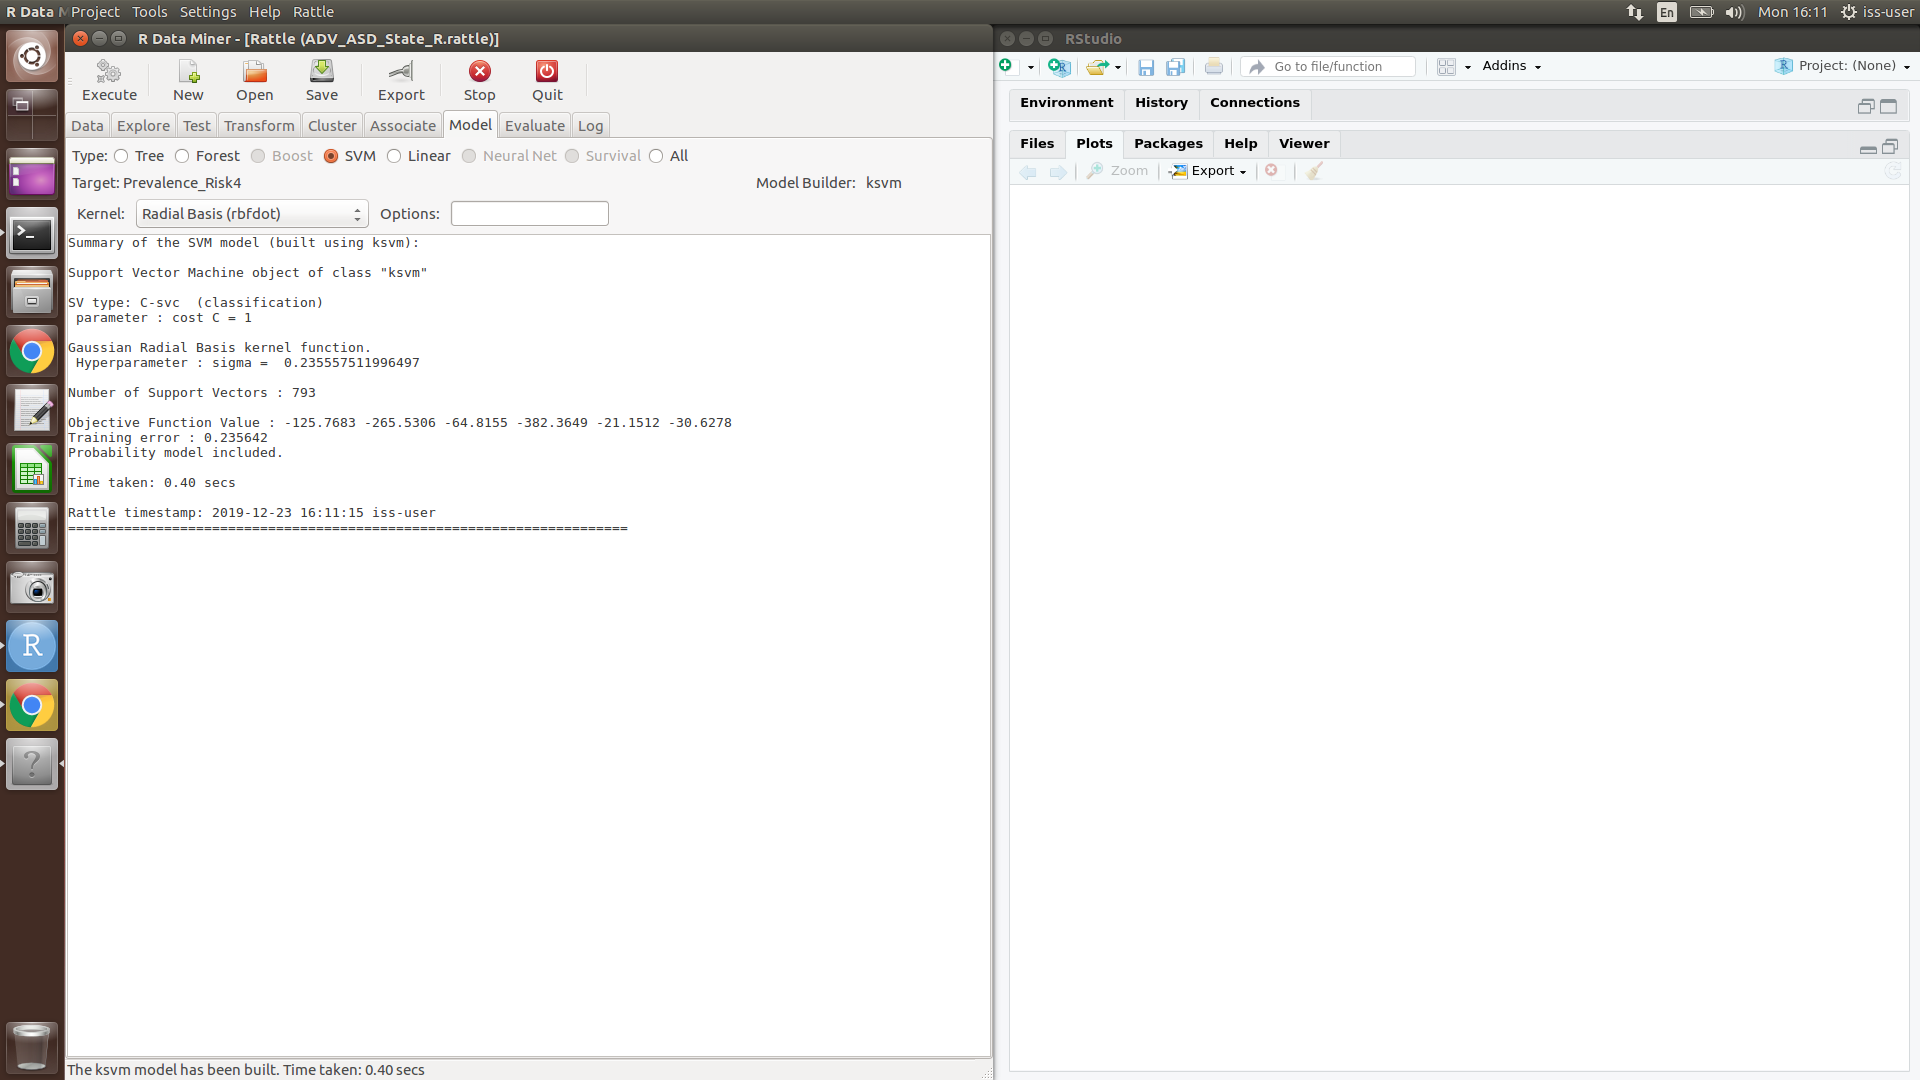 R Data M Project Tools Settings Help Rattle
En Mon 16:11 iss-user
R Data Miner - [Rattle (ADV_ASD_State_R.rattle)]
Execute New Open Save Export Stop Quit
Data Explore Test Transform Cluster Associate Model Evaluate Log
Type: Tree Forest Boost SVM Linear Neural Net Survival All
Target: Prevalence_Risk4 Model Builder: ksvm
Kernel: Radial Basis (rbfdot) Options:
Summary of the SVM model (built using ksvm):
Support Vector Machine object of class "ksvm"
SV type: C-svc (classification)
parameter : cost C = 1
Gaussian Radial Basis kernel function.
Hyperparameter : sigma = 0.235557511996497
Number of Support Vectors : 793
Objective Function Value : -125.7683 -265.5306 -64.8155 -382.3649 -21.1512 -30.6278
Training error : 0.235642
Probability model included.
Time taken: 0.40 secs
Rattle timestamp: 2019-12-23 16:11:15 iss-user
======================================================================
The ksvm model has been built. Time taken: 0.40 secs
RStudio
Go to file/function Addins Project: (None)
Environment History Connections
Files Plots Packages Help Viewer
Zoom Export